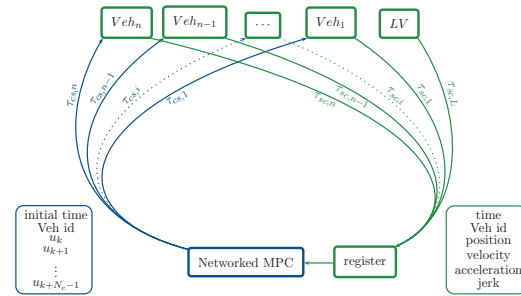 Veh_n Veh_{n−1} ... Veh_1 LV
τ_{cs,n} τ_{cs,n−1} τ_{cs,i} τ_{cs,1} τ_{sc,n} τ_{sc,n−1} τ_{sc,i} τ_{sc,1} τ_{sc,L}
initial time
Veh id
u_k
u_{k+1}
⋮
u_{k+N_c−1}
Networked MPC
register
time
Veh id
position
velocity
acceleration
jerk